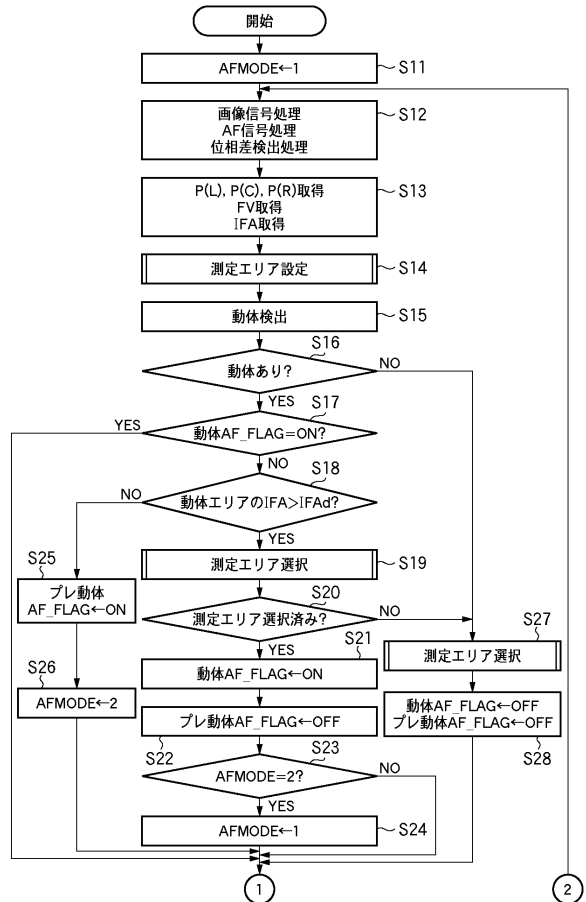 開始
AFMODE←1
S11
画像信号処理
AF信号処理
位相差検出処理
S12
P(L), P(C), P(R)取得
FV取得
IFA取得
S13
測定エリア設定
S14
動体検出
S15
S16
動体あり?
NO
YES
S17
YES
動体AF_FLAG=ON?
NO
S18
NO
動体エリアのIFA>IFAd?
YES
S25
プレ動体
AF_FLAG←ON
測定エリア選択
S19
S20
測定エリア選択済み?
NO
YES
S21
S27
測定エリア選択
S26
AFMODE←2
動体AF_FLAG←ON
動体AF_FLAG←OFF
プレ動体AF_FLAG←OFF
S28
プレ動体AF_FLAG←OFF
S22
S23
AFMODE=2?
NO
YES
AFMODE←1
S24
1
2